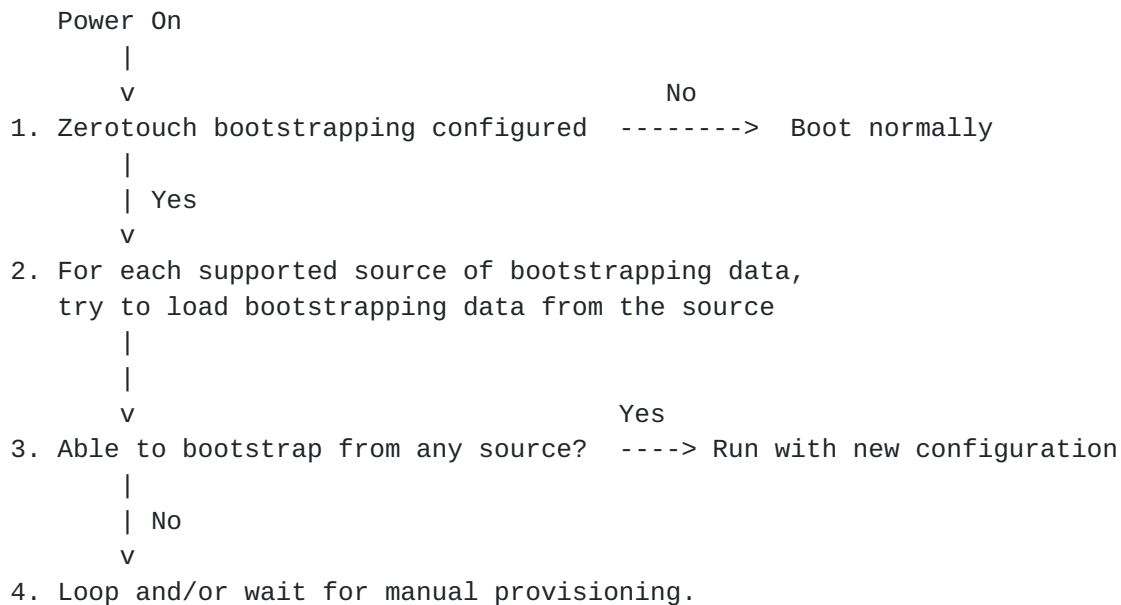 Power On
|
v                                  No
1. Zerotouch bootstrapping configured  -------->  Boot normally
|
| Yes
v
2. For each supported source of bootstrapping data,
try to load bootstrapping data from the source
|
|
v                               Yes
3. Able to bootstrap from any source?  ----> Run with new configuration
|
| No
v
4. Loop and/or wait for manual provisioning.